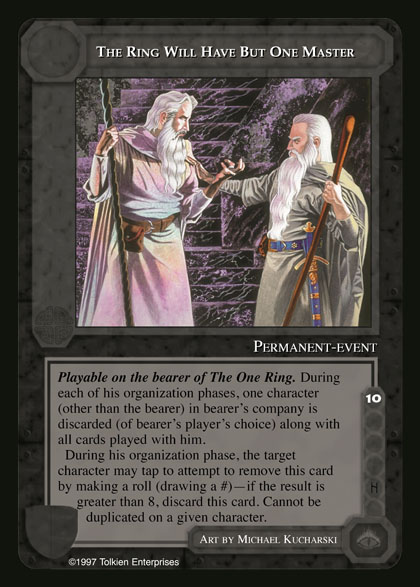 The Ring Will Have But One Master
Permanent-event
Playable on the bearer of The One Ring. During
each of his organization phases, one character
(other than the bearer) in bearer's company is
discarded (of bearer's player's choice) along with
all cards played with him.
During his organization phase, the target
character may tap to attempt to remove this card
by making a roll (drawing a #)—if the result is
greater than 8, discard this card. Cannot be
duplicated on a given character.
10
H
Art by Michael Kucharski
©1997 Tolkien Enterprises